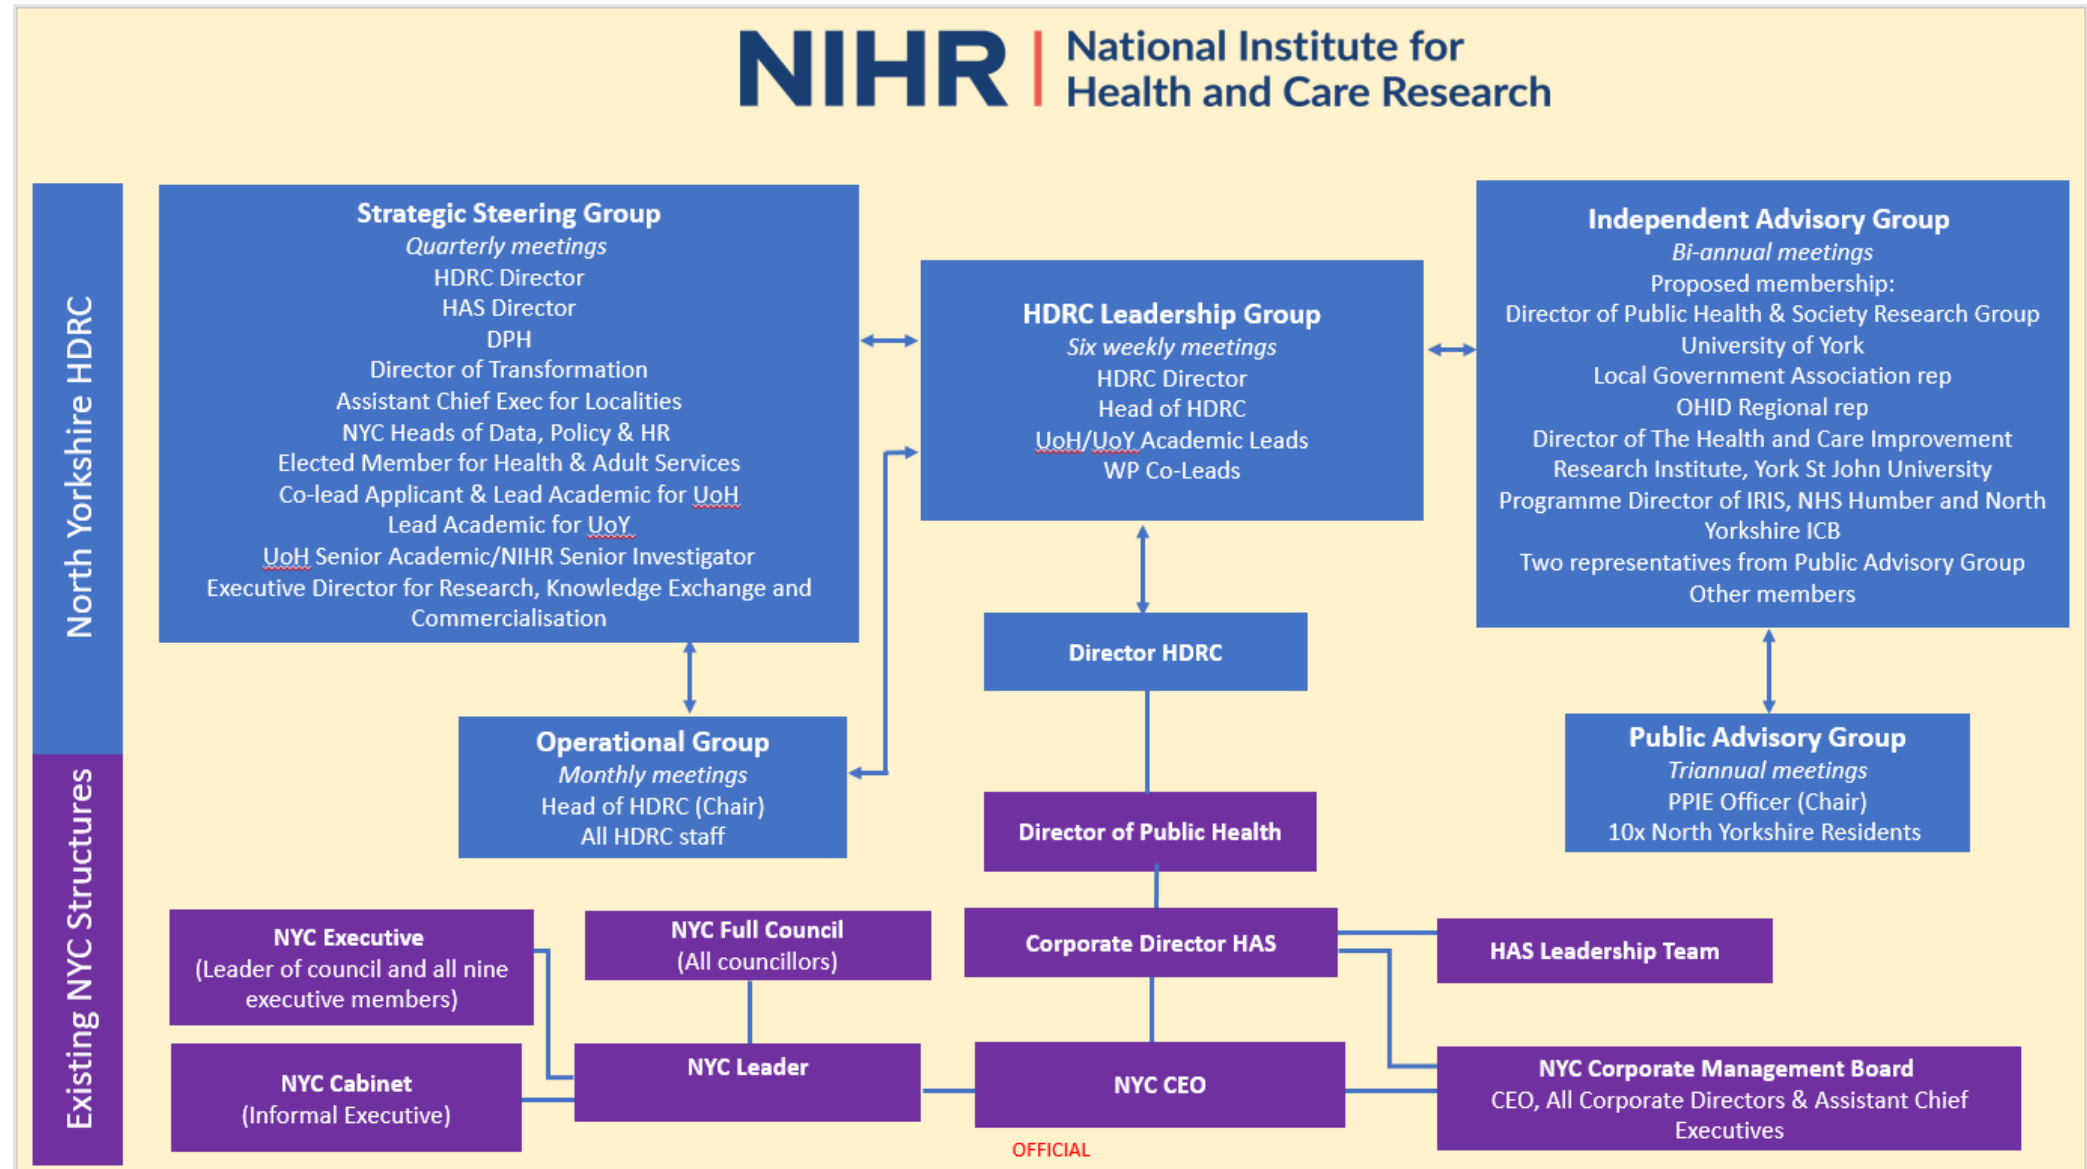 NIHR
National Institute for
Health and Care Research
North Yorkshire HDRC
Existing NYC Structures
Strategic Steering Group
Quarterly meetings
HDRC Director
HAS Director
DPH
Director of Transformation
Assistant Chief Exec for Localities
NYC Heads of Data, Policy & HR
Elected Member for Health & Adult Services
Co-lead Applicant & Lead Academic for UoH
Lead Academic for UoY
UoH Senior Academic/NIHR Senior Investigator
Executive Director for Research, Knowledge Exchange and
Commercialisation
HDRC Leadership Group
Six weekly meetings
HDRC Director
Head of HDRC
UoH/UoY Academic Leads
WP Co-Leads
Independent Advisory Group
Bi-annual meetings
Proposed membership:
Director of Public Health & Society Research Group
University of York
Local Government Association rep
OHID Regional rep
Director of The Health and Care Improvement
Research Institute, York St John University
Programme Director of IRIS, NHS Humber and North
Yorkshire ICB
Two representatives from Public Advisory Group
Other members
Director HDRC
Operational Group
Monthly meetings
Head of HDRC (Chair)
All HDRC staff
Public Advisory Group
Triannual meetings
PPIE Officer (Chair)
10x North Yorkshire Residents
Director of Public Health
NYC Executive
(Leader of council and all nine
executive members)
NYC Full Council
(All councillors)
Corporate Director HAS
HAS Leadership Team
NYC Cabinet
(Informal Executive)
NYC Leader
NYC CEO
NYC Corporate Management Board
CEO, All Corporate Directors & Assistant Chief
Executives
OFFICIAL